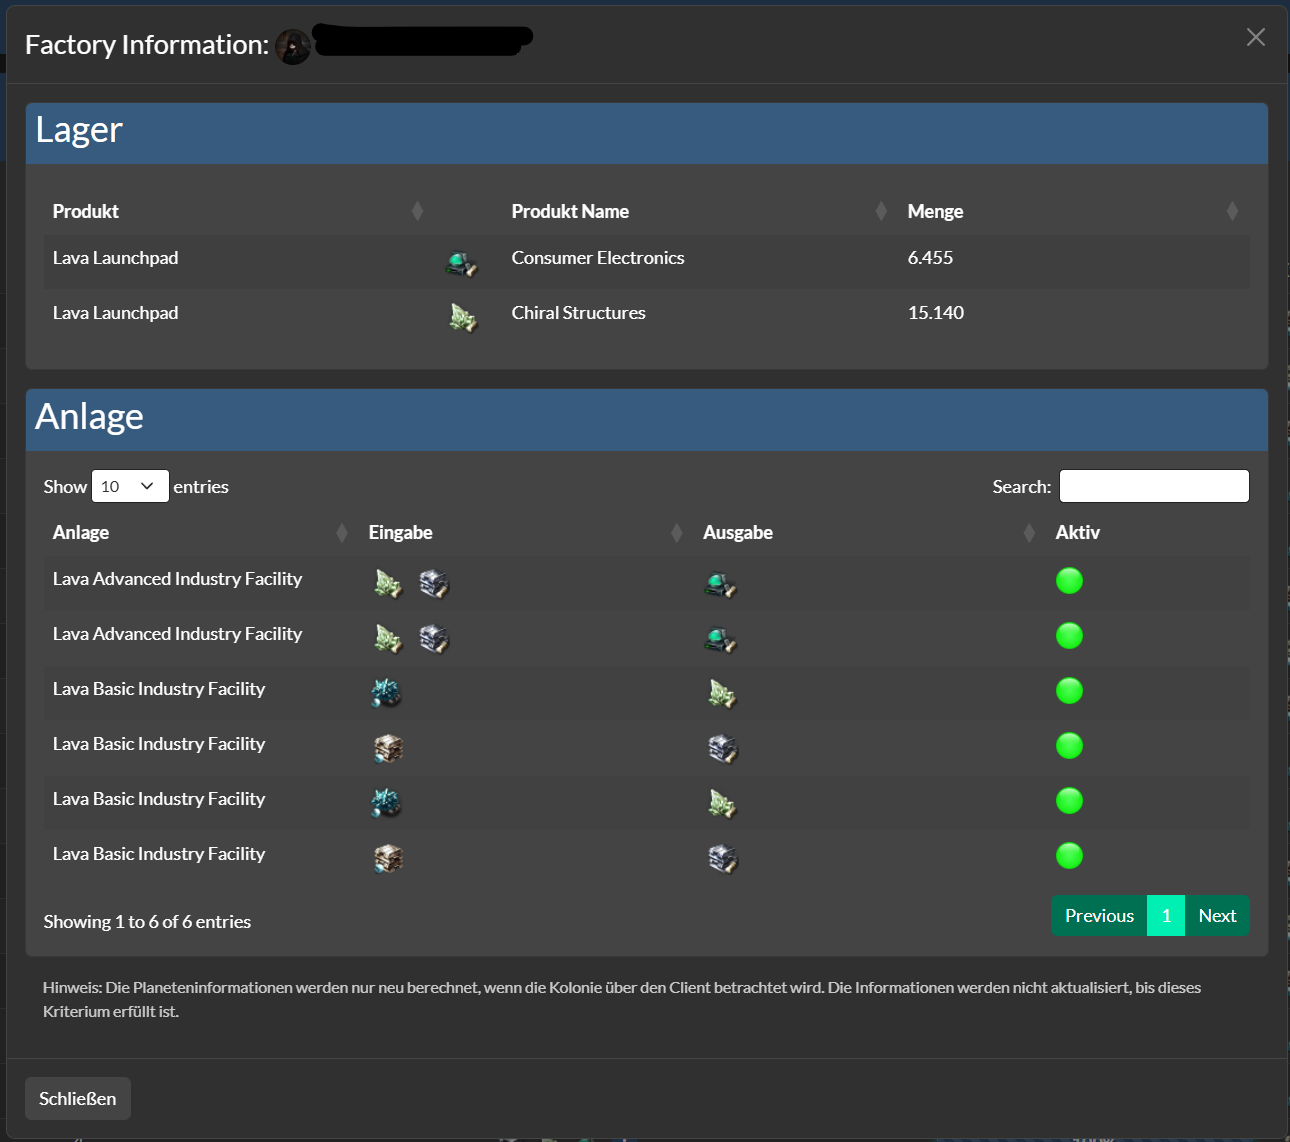 Factory Information:
Lager
Produkt Produkt Name Menge
Lava Launchpad Consumer Electronics 6.455
Lava Launchpad Chiral Structures 15.140
Anlage
Show 10 entries Search:
Anlage Eingabe Ausgabe Aktiv
Lava Advanced Industry Facility
Lava Advanced Industry Facility
Lava Basic Industry Facility
Lava Basic Industry Facility
Lava Basic Industry Facility
Lava Basic Industry Facility
Showing 1 to 6 of 6 entries Previous 1 Next
Hinweis: Die Planeteninformationen werden nur neu berechnet, wenn die Kolonie über den Client betrachtet wird. Die Informationen werden nicht aktualisiert, bis dieses
Kriterium erfüllt ist.
Schließen